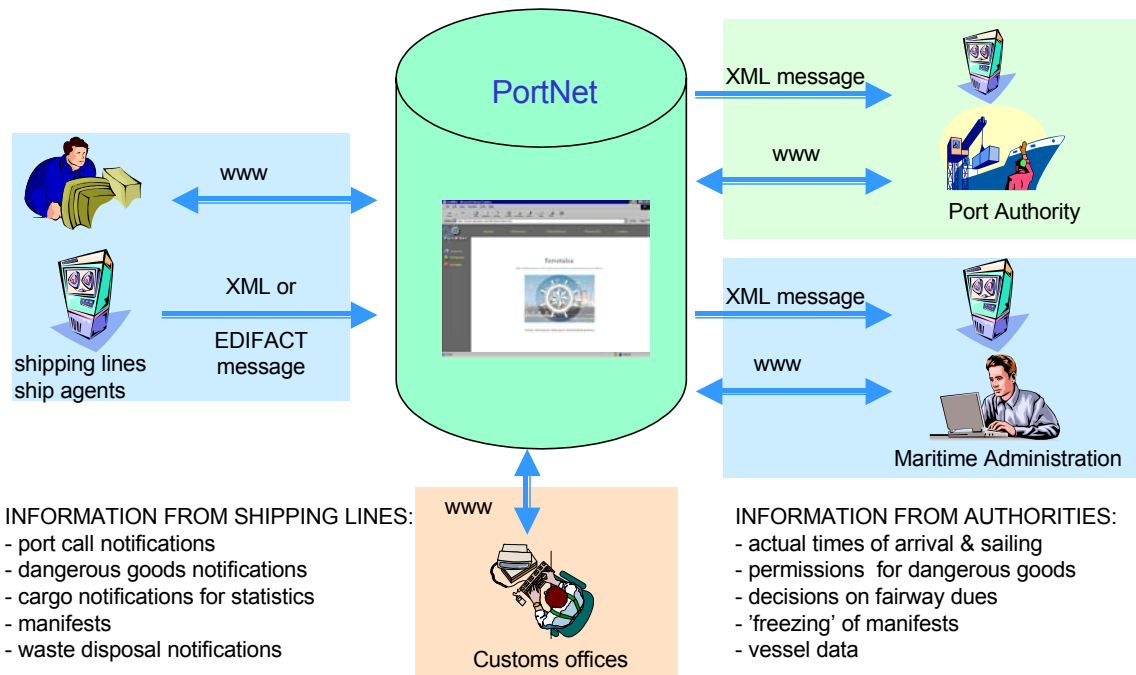 PortNet
XML message
www
Port Authority
www
XML or
EDIFACT
message
shipping lines
ship agents
Tervetuloa
XML message
www
Maritime Administration
www
Customs offices
INFORMATION FROM SHIPPING LINES:
- port call notifications
- dangerous goods notifications
- cargo notifications for statistics
- manifests
- waste disposal notifications
INFORMATION FROM AUTHORITIES:
- actual times of arrival & sailing
- permissions for dangerous goods
- decisions on fairway dues
- 'freezing' of manifests
- vessel data